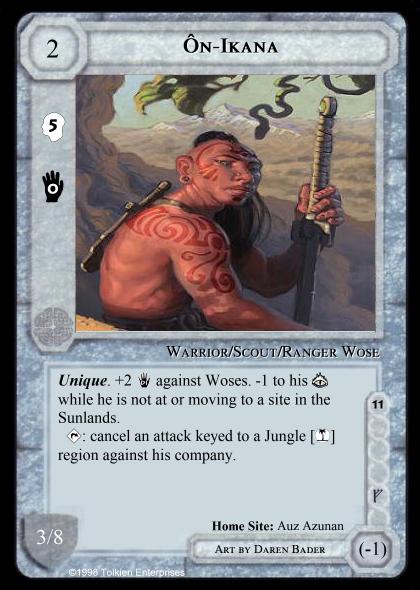 2
Ôn-Ikana
5
Warrior/Scout/Ranger Wose
Unique. +2 against Woses. -1 to his
while he is not at or moving to a site in the
Sunlands.
: cancel an attack keyed to a Jungle [ ]
region against his company.
11
Home Site: Auz Azunan
3/8
Art by Daren Bader
(-1)
©1998 Tolkien Enterprises